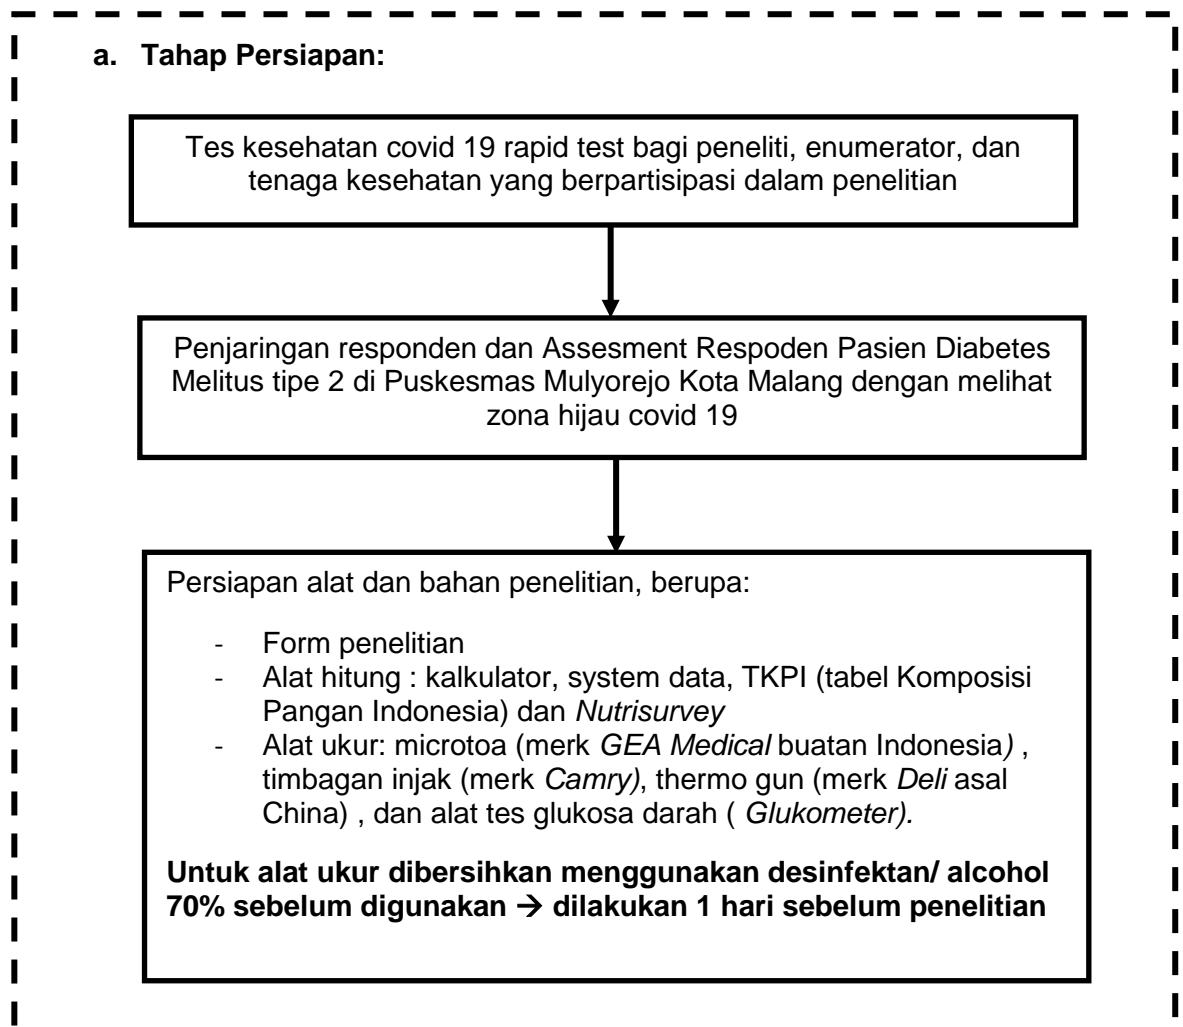 a. Tahap Persiapan:
Tes kesehatan covid 19 rapid test bagi peneliti, enumerator, dan
tenaga kesehatan yang berpartisipasi dalam penelitian
Penjaringan responden dan Assesment Respoden Pasien Diabetes
Melitus tipe 2 di Puskesmas Mulyorejo Kota Malang dengan melihat
zona hijau covid 19
Persiapan alat dan bahan penelitian, berupa:
- Form penelitian
- Alat hitung : kalkulator, system data, TKPI (tabel Komposisi
Pangan Indonesia) dan Nutrisurvey
- Alat ukur: microtoa (merk GEA Medical buatan Indonesia) ,
timbagan injak (merk Camry), thermo gun (merk Deli asal
China) , dan alat tes glukosa darah ( Glukometer).
Untuk alat ukur dibersihkan menggunakan desinfektan/ alcohol
70% sebelum digunakan → dilakukan 1 hari sebelum penelitian